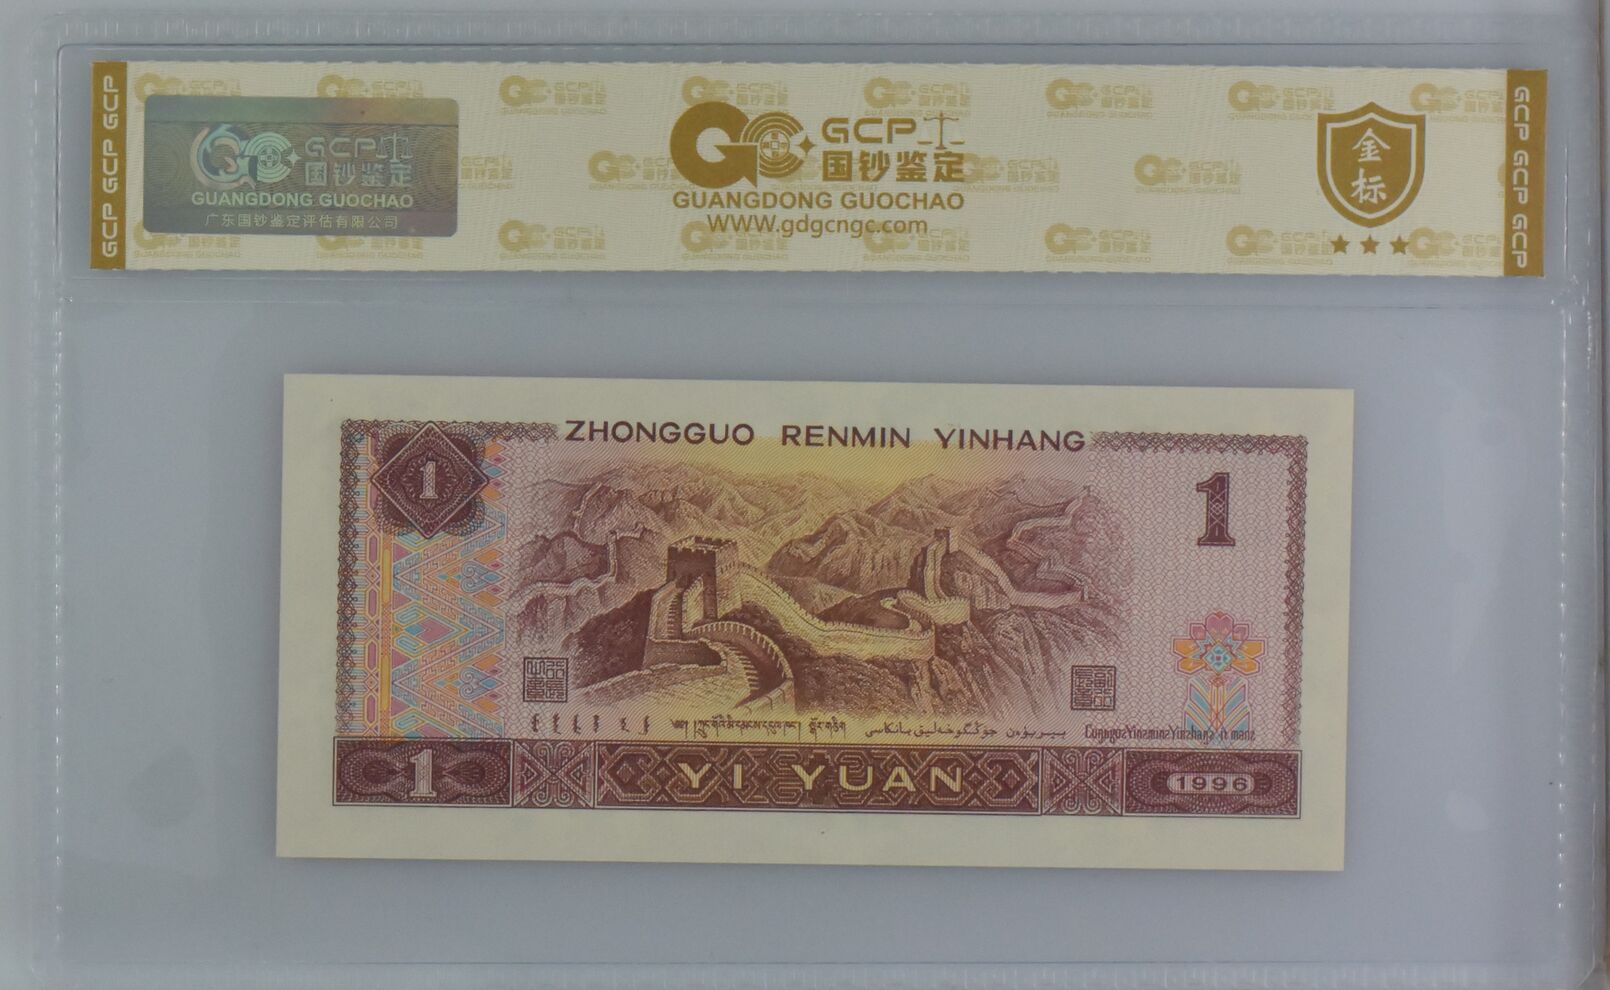 GCP GCP GCP
GCP
国钞鉴定
GUANGDONG GUOCHAO
广东国钞鉴定评估有限公司
GCP
国钞鉴定
GUANGDONG GUOCHAO
WWW.gdgcngc.com
金标
GCP GCP GCP
ZHONGGUO RENMIN YINHANG
1
1
1
YI YUAN
1996